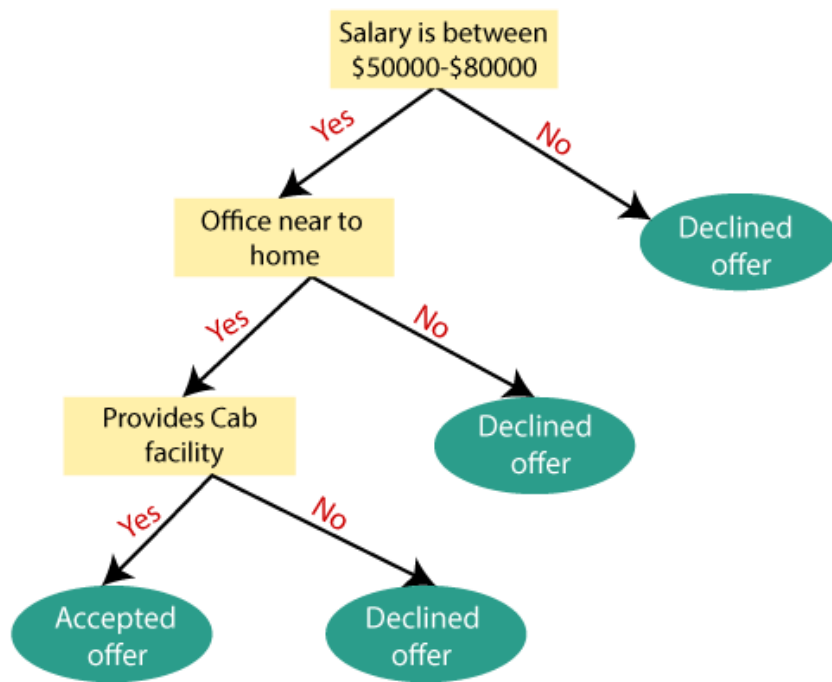 Salary is between
$50000-$80000
Yes
No
Office near to
home
Declined
offer
Yes
No
Provides Cab
facility
Declined
offer
Yes
No
Accepted
offer
Declined
offer